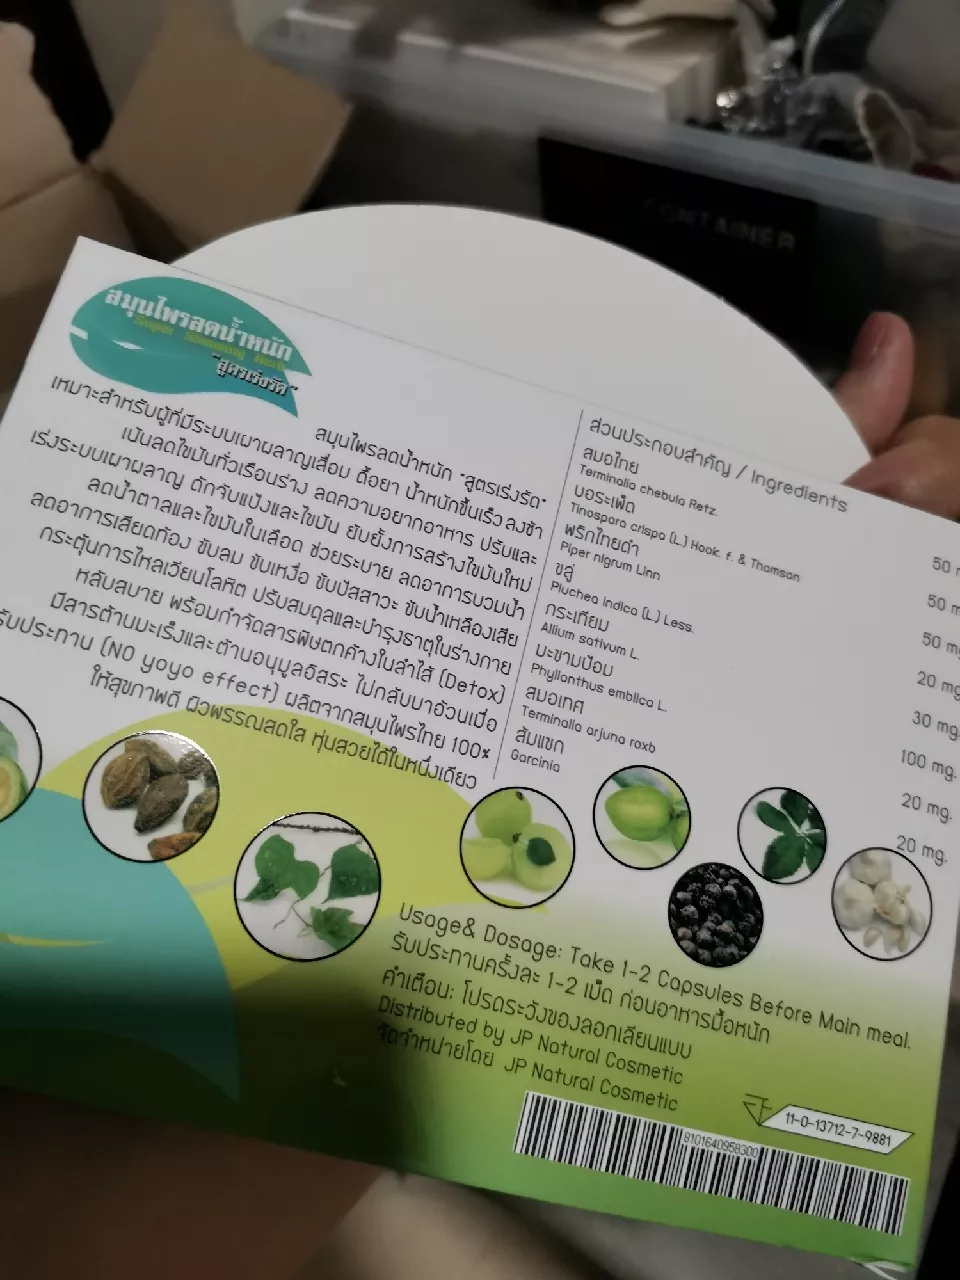 CONTAINER
สมุนไพรลดน้ำหนัก
Super Slimming Herb
"สูตรเร่งรัด"
สมุนไพรลดน้ำหนัก "สูตรเร่งรัด"
เหมาะสำหรับผู้ที่มีระบบเผาผลาญเสื่อม ดื้อยา น้ำหนักขึ้นเร็ว ลงช้า
เน้นลดไขมันทั่วเรือนร่าง ลดความอยากอาหาร ปรับและ
เร่งระบบเผาผลาญ ดักจับแป้งและไขมัน ยับยั้งการสร้างไขมันใหม่
ลดน้ำตาลและไขมันในเลือด ช่วยระบาย ลดอาการบวมน้ำ
ลดอาการเสียดท้อง ขับลม ขับเหงื่อ ขับปัสสาวะ ขับน้ำเหลืองเสีย
กระตุ้นการไหลเวียนโลหิต ปรับสมดุลและบำรุงธาตุในร่างกาย
หลับสบาย พร้อมกำจัดสารพิษตกค้างในลำไส้ (Detox)
มีสารต้านมะเร็งและต้านอนุมูลอิสระ ไม่กลับมาอ้วนเมื่อ
รับประทาน (NO yoyo effect) ผลิตจากสมุนไพรไทย 100%
ให้สุขภาพดี ผิวพรรณสดใส หุ่นสวยได้ในหนึ่งเดียว
ส่วนประกอบสำคัญ / Ingredients
สมอไทย
Terminalia chebula Retz. 50
บอระเพ็ด
Tinospora crispa (L.) Hook. f. & Thomson 50 m
พริกไทยดำ
Piper nigrum Linn 50 mg
ขลู่
Pluchea indica (L.) Less. 20 mg
กระเทียม
Allium sativum L. 30 mg.
มะขามป้อม
Phyllanthus emblica L. 100 mg.
สมอเทศ
Terminalia arjuna roxb 20 mg.
ส้มแขก
Garcinia 20 mg.
Usage& Dosage: Take 1-2 Capsules Before Main meal.
รับประทานครั้งละ 1-2 เม็ด ก่อนอาหารมื้อหนัก
คำเตือน: โปรดระวังของลอกเลียนแบบ
Distributed by JP Natural Cosmetic
จัดจำหน่ายโดย JP Natural Cosmetic
11-0-13712-7-9881
8101640958300